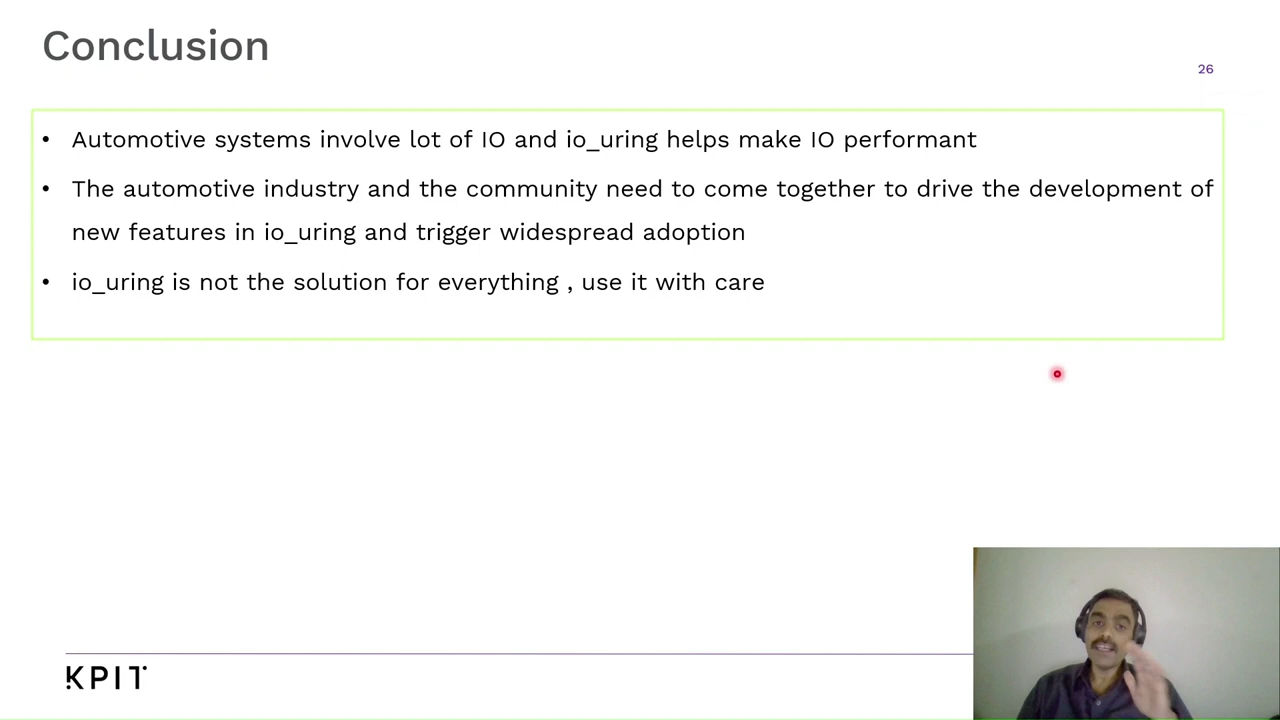 Conclusion
26
• Automotive systems involve lot of IO and io_uring helps make IO performant
• The automotive industry and the community need to come together to drive the development of
new features in io_uring and trigger widespread adoption
• io_uring is not the solution for everything , use it with care
KPIT